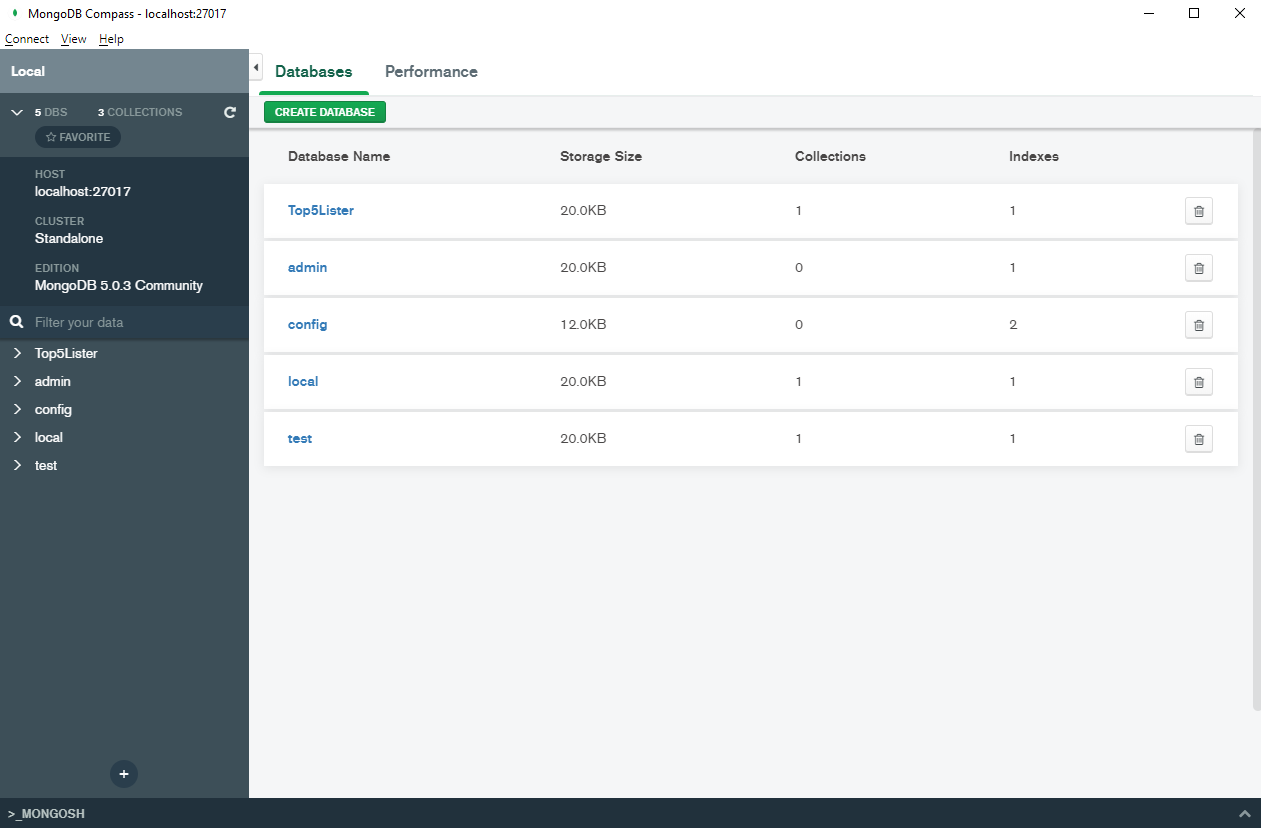 MongoDB Compass - localhost:27017
Connect View Help
Local
5 DBS 3 COLLECTIONS
FAVORITE
HOST
localhost:27017
CLUSTER
Standalone
EDITION
MongoDB 5.0.3 Community
Filter your data
Top5Lister
admin
config
local
test
Databases Performance
CREATE DATABASE
Database Name Storage Size Collections Indexes
Top5Lister 20.0KB 1 1
admin 20.0KB 0 1
config 12.0KB 0 2
local 20.0KB 1 1
test 20.0KB 1 1
>_MONGOSH